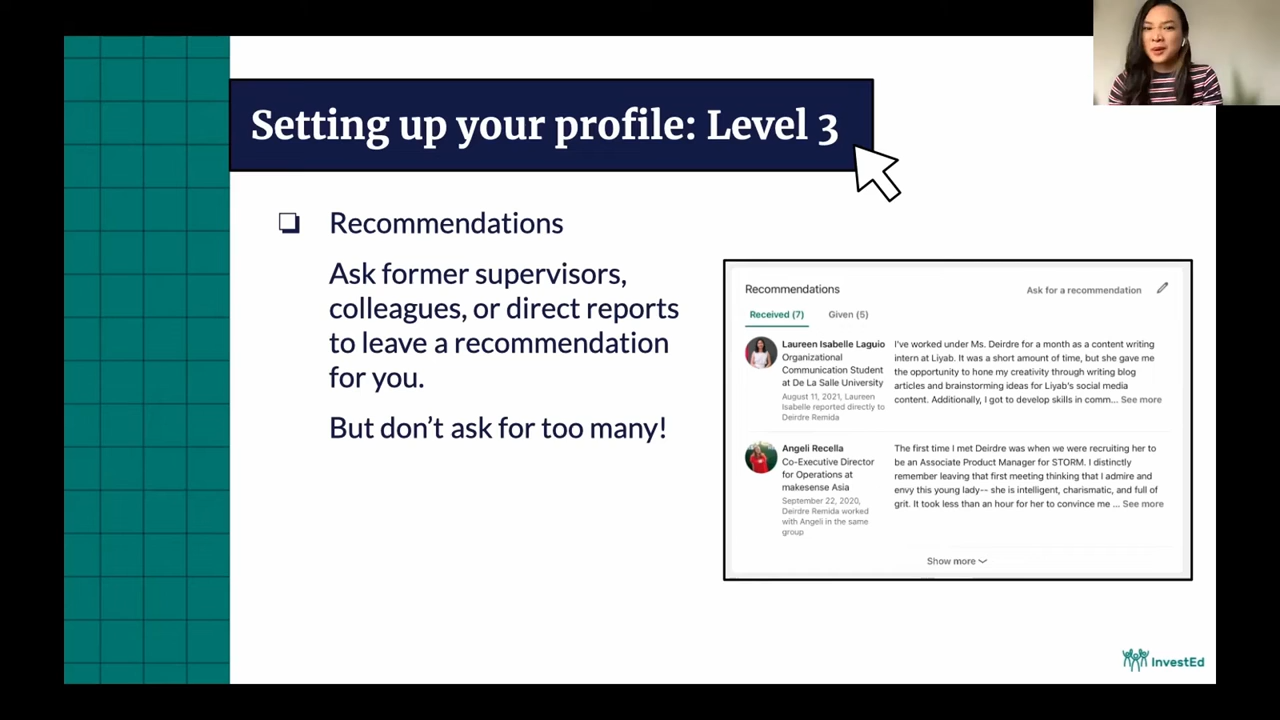 Setting up your profile: Level 3
Recommendations
Ask former supervisors,
colleagues, or direct reports
to leave a recommendation
for you.
But don't ask for too many!
Recommendations
Ask for a recommendation
Received (7)
Given (5)
Laureen Isabelle Laguio
Organizational
Communication Student
at De La Salle University
August 11, 2021, Laureen
Isabelle reported directly to
Deirdre Remida
I've worked under Ms. Deirdre for a month as a content writing
intern at Liyab. It was a short amount of time, but she gave me
the opportunity to hone my creativity through writing blog
articles and brainstorming ideas for Liyab's social media
content. Additionally, I got to develop skills in comm... See more
Angeli Recella
Co-Executive Director
for Operations at
makesense Asia
September 22, 2020,
Deirdre Remida worked
with Angeli in the same
group
The first time I met Deirdre was when we were recruiting her to
be an Associate Product Manager for STORM. I distinctly
remember leaving that first meeting thinking that I admire and
envy this young lady-- she is intelligent, charismatic, and full of
grit. It took less than an hour for her to convince me ... See more
Show more
InvestEd